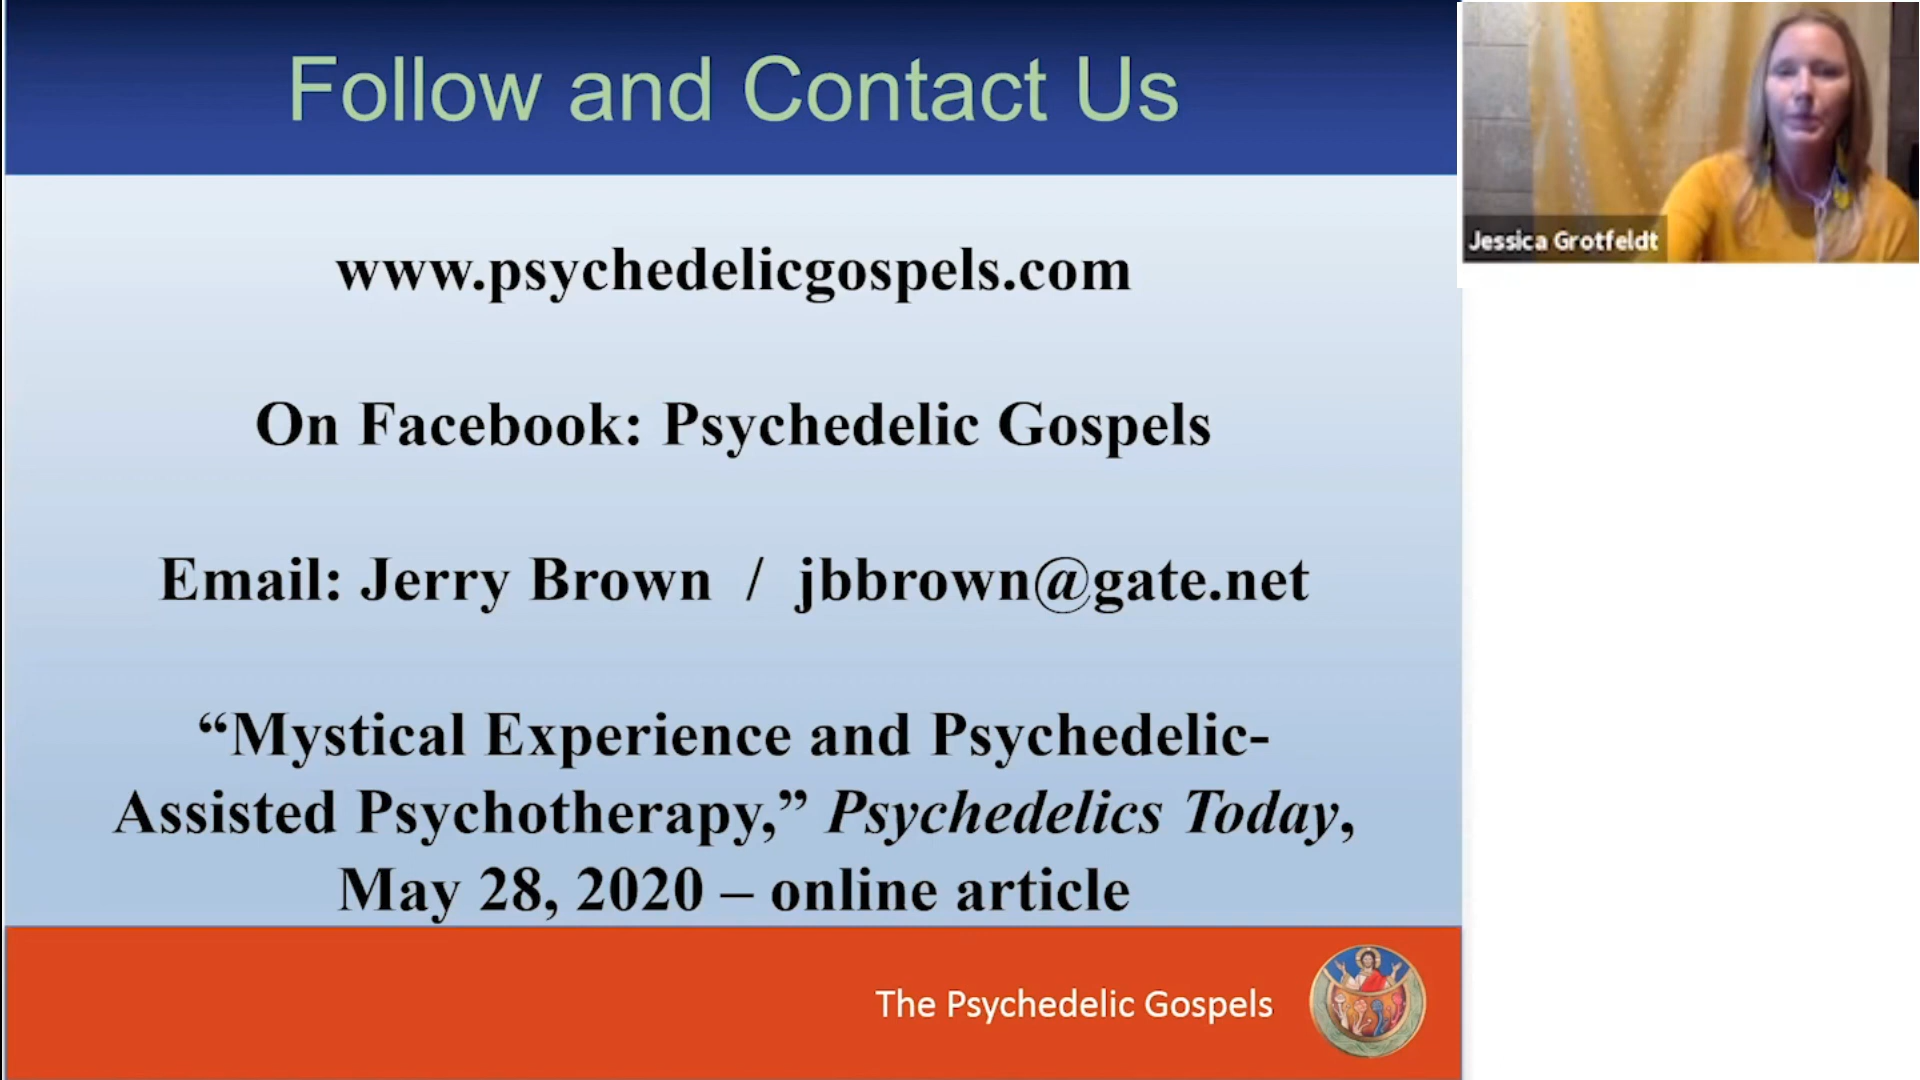 Follow and Contact Us
www.psychedelicgospels.com
On Facebook: Psychedelic Gospels
Email: Jerry Brown / jbbrown@gate.net
“Mystical Experience and Psychedelic-
Assisted Psychotherapy,” Psychedelics Today,
May 28, 2020 – online article
The Psychedelic Gospels
Jessica Grotfeldt